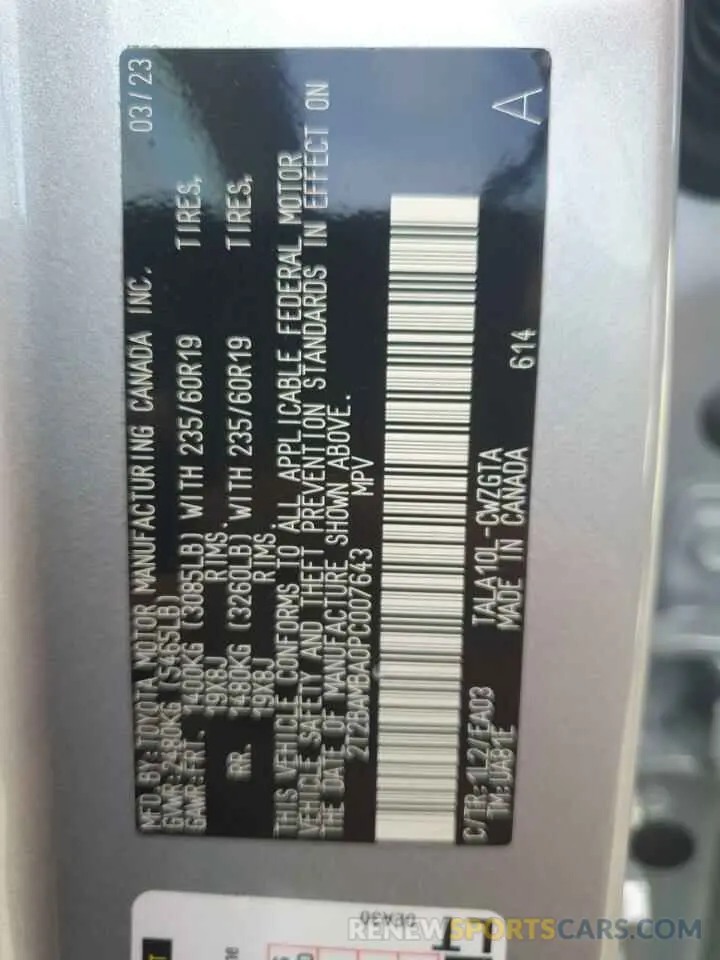 MFD BY: TOYOTA MOTOR MANUFACTURING CANADA INC. 03/23
GVWR: 2480KG (5465LB)
GAWR: FRT. 1400KG (3085LB) WITH 235/60R19 TIRES,
19X8J RIMS.
RR. 1480KG (3260LB) WITH 235/60R19 TIRES,
19X8J RIMS.
THIS VEHICLE CONFORMS TO ALL APPLICABLE FEDERAL MOTOR
VEHICLE SAFETY AND THEFT PREVENTION STANDARDS IN EFFECT ON
THE DATE OF MANUFACTURE SHOWN ABOVE.
2T2BAMBA0PC007643 MPV
A
C/TR: 1L2/EA03 TALA10L-CWZGTA
TM: UA81E MADE IN CANADA 614
0EA30
RENEWSPORTSCARS.COM